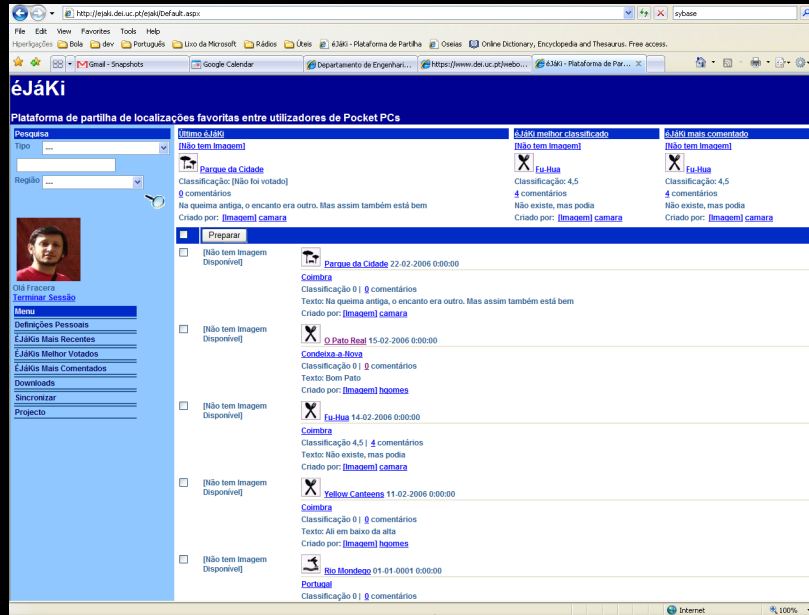 http://ejaki.dei.uc.pt/ejaki/Default.aspx
sybase
File Edit View Favorites Tools Help
Hiperligações Bola dev Português Lixo da Microsoft Rádios Úteis éJáKi - Plataforma de Partilha Oseias Online Dictionary, Encyclopedia and Thesaurus. Free access.
Gmail - Snapshots Google Calendar Departamento de Engenhari... https://www.dei.uc.pt/webo... éJáKi - Plataforma de Par...
éJáKi
Plataforma de partilha de localizações favoritas entre utilizadores de Pocket PCs
Pesquisa
Tipo ---
Região ---
Olá Fracera
Terminar Sessão
Menu
Definições Pessoais
ÉJáKis Mais Recentes
ÉJáKis Melhor Votados
ÉJáKis Mais Comentados
Downloads
Sincronizar
Projecto
Último éJáKi
[Não tem Imagem]
Parque da Cidade
Classificação: [Não foi votado]
0 comentários
Na queima antiga, o encanto era outro. Mas assim também está bem
Criado por: [Imagem] camara
éJáKi melhor classificado
[Não tem Imagem]
Fu-Hua
Classificação: 4,5
4 comentários
Não existe, mas podia
Criado por: [Imagem] camara
éJáKi mais comentado
[Não tem Imagem]
Fu-Hua
Classificação: 4,5
4 comentários
Não existe, mas podia
Criado por: [Imagem] camara
Preparar
[Não tem Imagem
Disponível]
Parque da Cidade 22-02-2006 0:00:00
Coimbra
Classificação 0 | 0 comentários
Texto: Na queima antiga, o encanto era outro. Mas assim também está bem
Criado por: [Imagem] camara
[Não tem Imagem
Disponível]
O Pato Real 15-02-2006 0:00:00
Condeixa-a-Nova
Classificação 0 | 0 comentários
Texto: Bom Pato
Criado por: [Imagem] hgomes
[Não tem Imagem
Disponível]
Fu-Hua 14-02-2006 0:00:00
Coimbra
Classificação 4,5 | 4 comentários
Texto: Não existe, mas podia
Criado por: [Imagem] camara
[Não tem Imagem
Disponível]
Yellow Canteens 11-02-2006 0:00:00
Coimbra
Classificação 0 | 0 comentários
Texto: Ali em baixo da alta
Criado por: [Imagem] hgomes
[Não tem Imagem
Disponível]
Rio Mondego 01-01-0001 0:00:00
Portugal
Classificação 0 | 0 comentários
Internet 100%